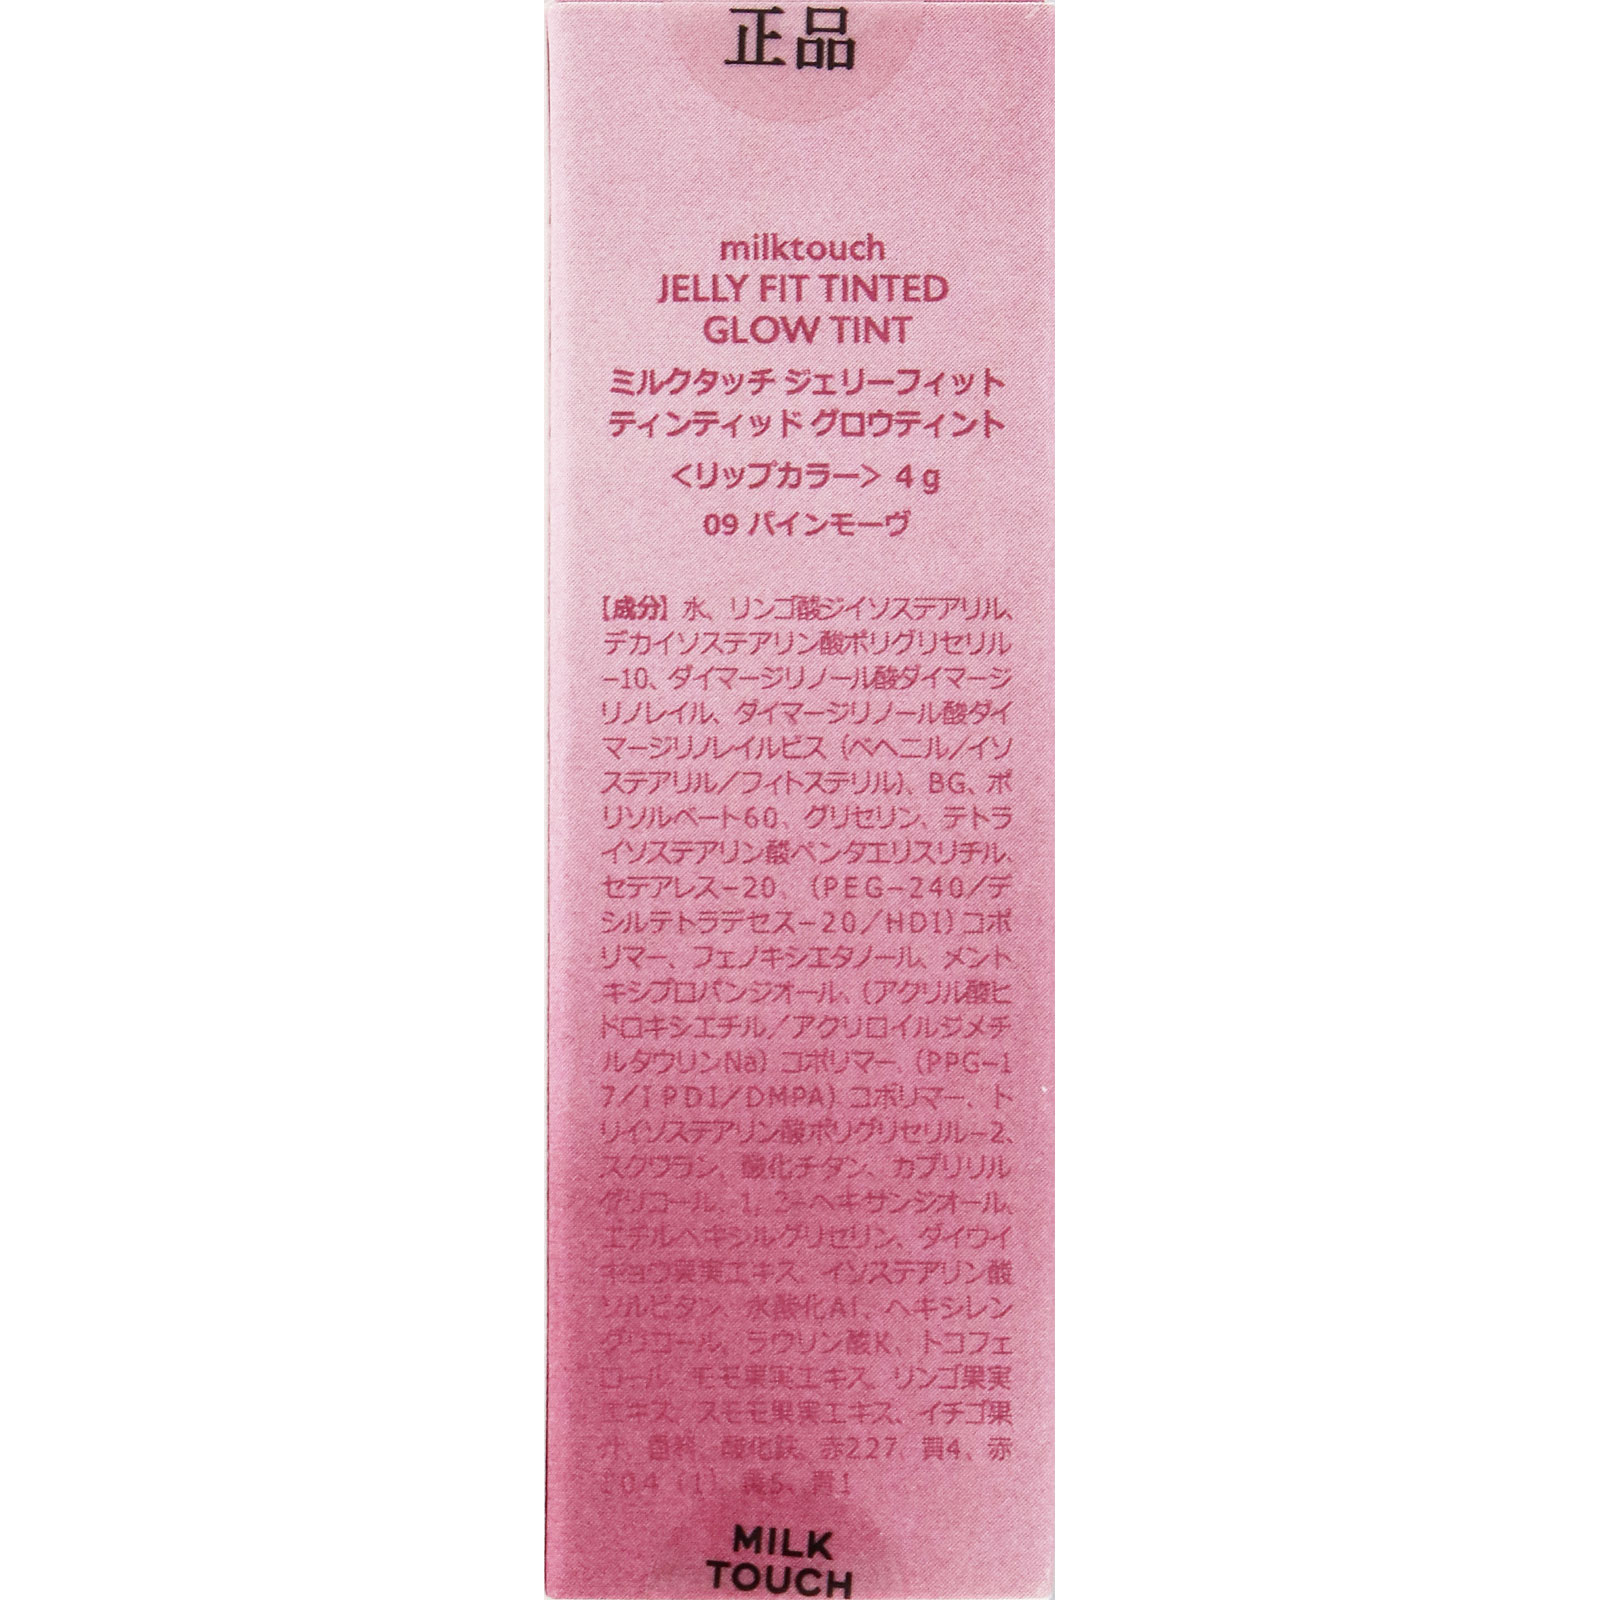 正品
milktouch
JELLY FIT TINTED
GLOW TINT
ミルクタッチ ジェリーフィット
ティンティッド グロウティント
<リップカラー> 4 g
09 パインモーヴ
【成分】水、リンゴ酸ジイソステアリル、
デカイソステアリン酸ポリグリセリル
-10、ダイマージリノール酸ダイマージ
リノレイル、ダイマージリノール酸ダイ
マージリノレイルビス（ベヘニル/イソ
ステアリル/フィトステリル)、BG、ポ
リソルベート60、グリセリン、テトラ
イソステアリン酸ペンタエリスリチル、
セテアレス-20、(PEG-240/デ
シルテトラデセス-20/HDI)コポ
リマー、フェノキシエタノール、メント
キシプロパンジオール、(アクリル酸ヒ
ドロキシエチル/アクリロイルジメチ
ルタウリンNa）コポリマー、(PPG-1
7/IPDI/DMPA）コポリマー、ト
リイソステアリン酸ポリグリセリル-2、
スクワラン、酸化チタン、カプリリル
グリコール、1, 2-ヘキサンジオール、
エチルヘキシルグリセリン、ダイウイ
キョウ果実エキス、イソステアリン酸
ソルビタン、水酸化Al、ヘキシレン
グリコール、ラウリン酸K、トコフェ
ロール、モモ果実エキス、リンゴ果実
エキス、スモモ果実エキス、イチゴ果
汁、香料、酸化鉄、赤227、黄4、赤
204（1）、黄5、青1
MILK
TOUCH